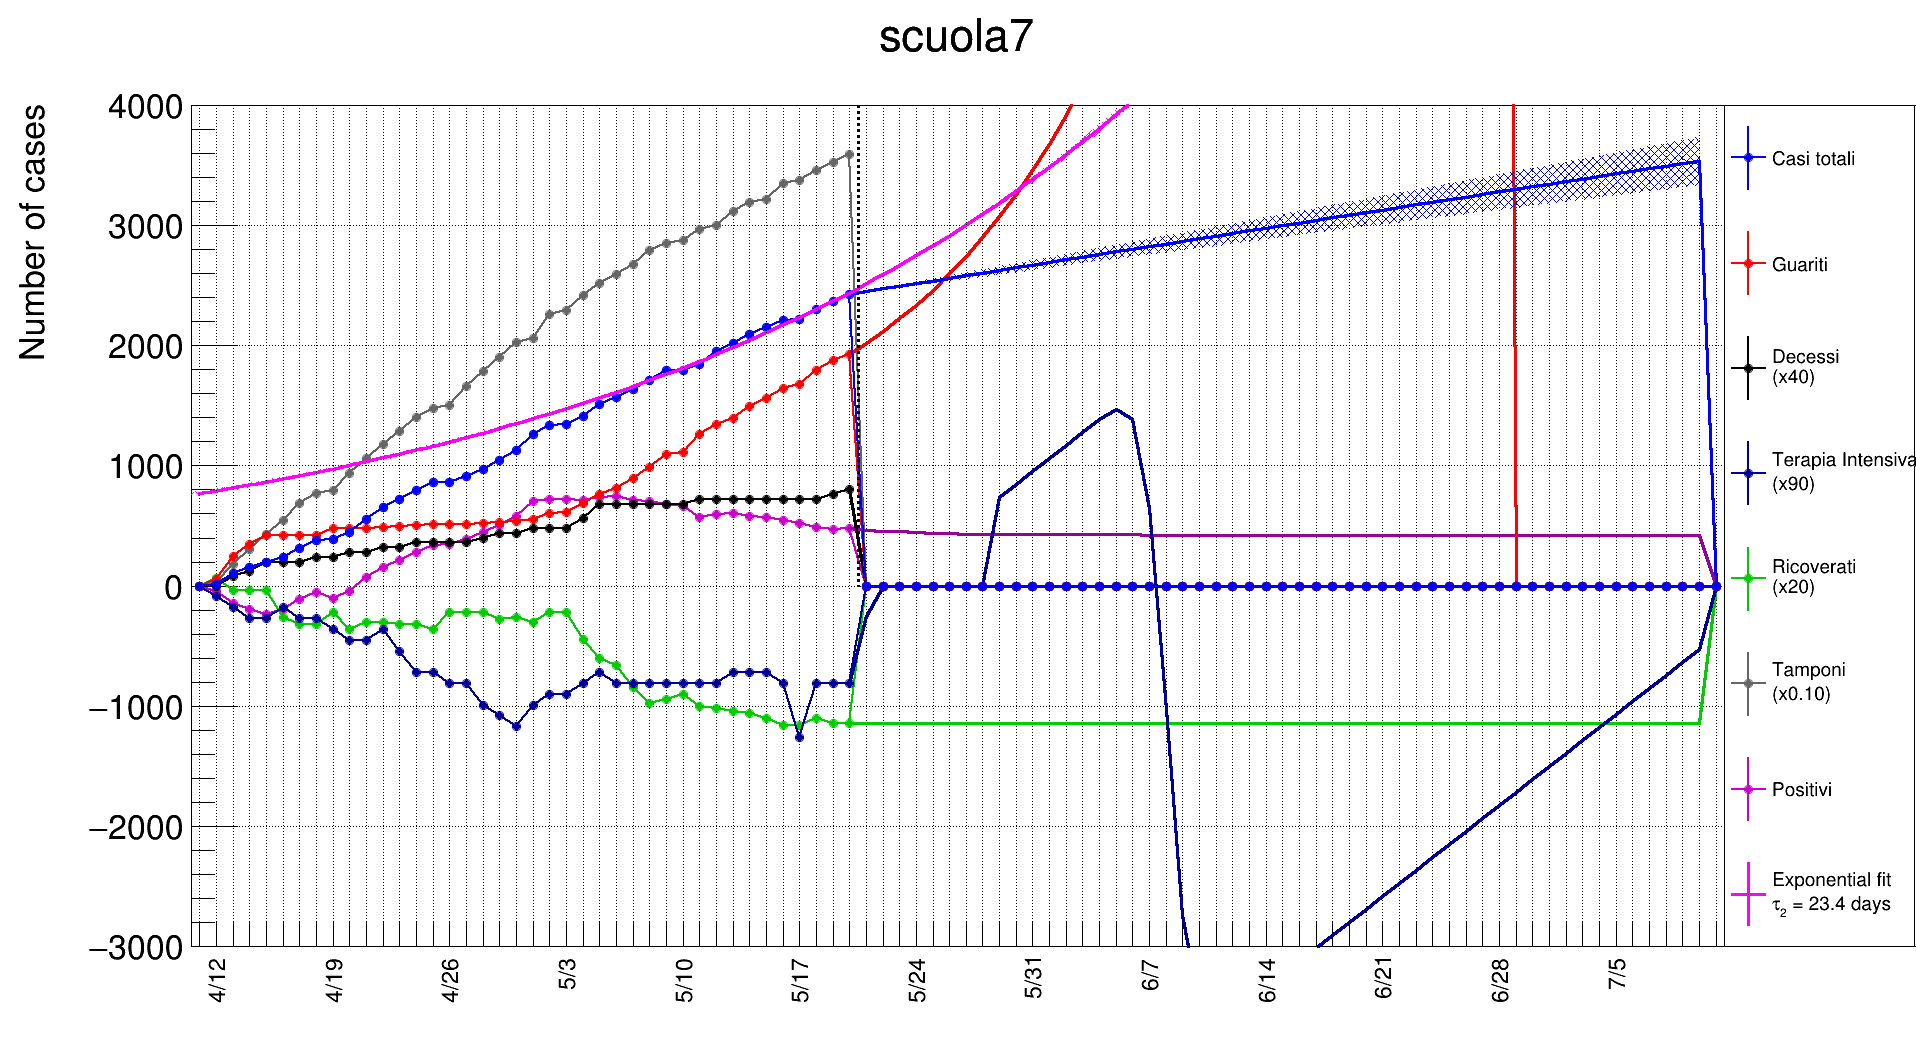 scuola7
Number of cases
4000
3000
2000
1000
0
−1000
−2000
−3000
4/12
4/19
4/26
5/3
5/10
5/17
5/24
5/31
6/7
6/14
6/21
6/28
7/5
Casi totali
Guariti
Decessi
(x40)
Terapia Intensiva
(x90)
Ricoverati
(x20)
Tamponi
(x0.10)
Positivi
Exponential fit
τ2 = 23.4 days